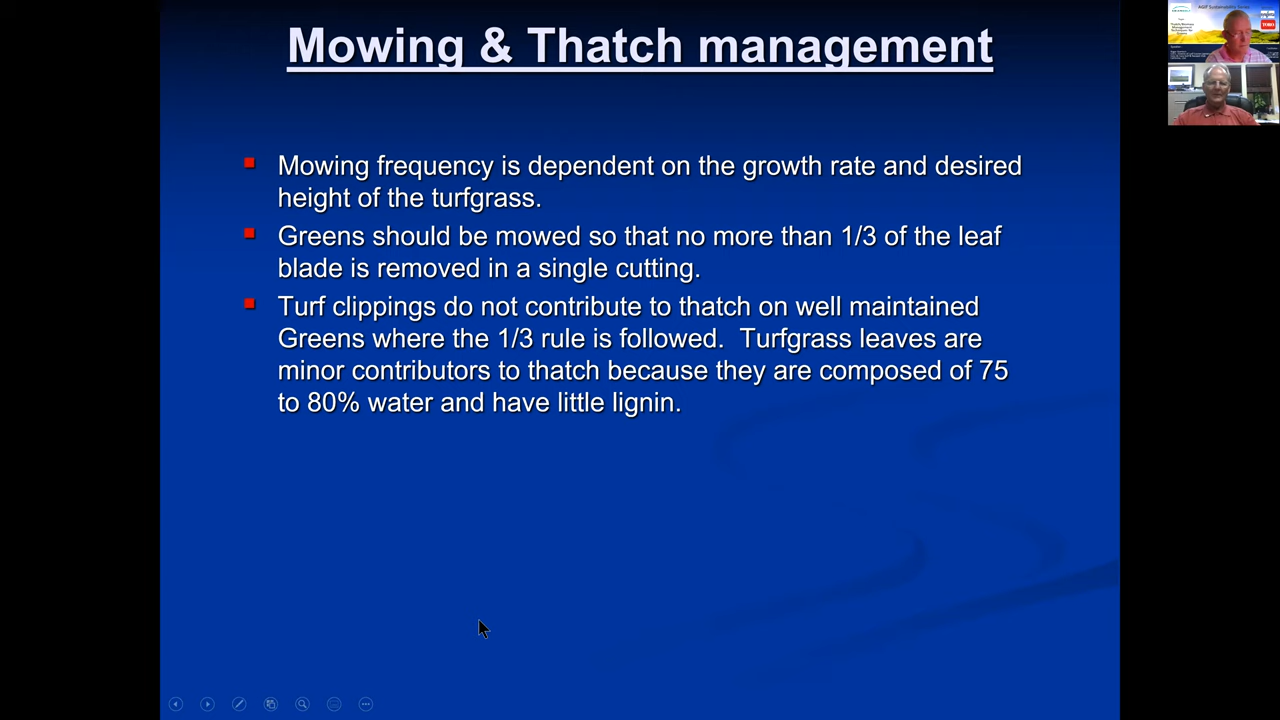 Mowing & Thatch management
Mowing frequency is dependent on the growth rate and desired
height of the turfgrass.
Greens should be mowed so that no more than 1/3 of the leaf
blade is removed in a single cutting.
Turf clippings do not contribute to thatch on well maintained
Greens where the 1/3 rule is followed. Turfgrass leaves are
minor contributors to thatch because they are composed of 75
to 80% water and have little lignin.
TORO